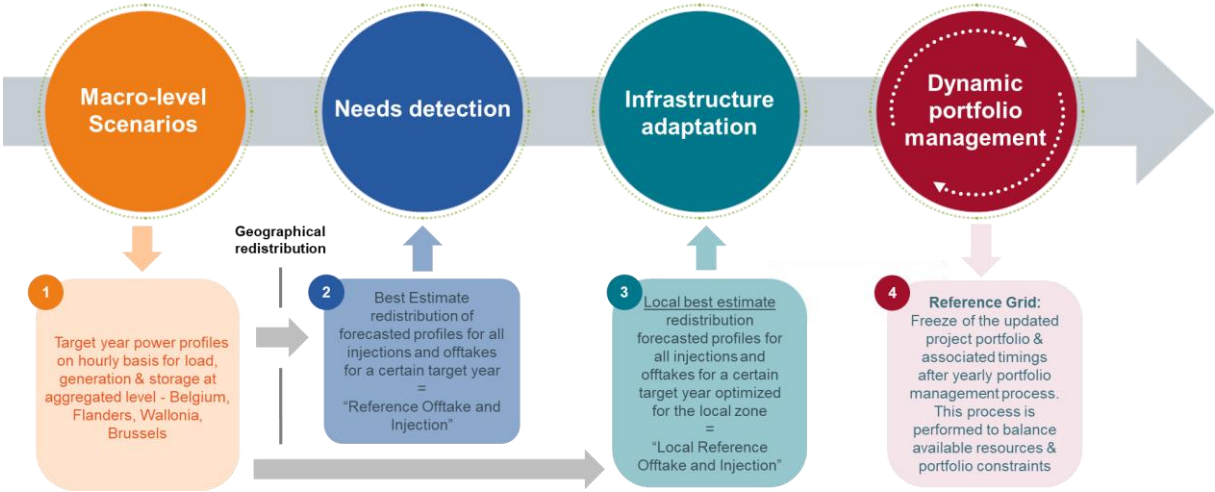 Macro-level
Scenarios
Needs detection
Infrastructure
adaptation
Dynamic
portfolio
management
Geographical
redistribution
1
Target year power profiles
on hourly basis for load,
generation & storage at
aggregated level - Belgium,
Flanders, Wallonia,
Brussels
2
Best Estimate
redistribution of
forecasted profiles for all
injections and offtakes
for a certain target year
=
“Reference Offtake and
Injection”
3
Local best estimate
redistribution
forecasted profiles for
all injections and
offtakes for a certain
target year optimized
for the local zone
=
“Local Reference
Offtake and Injection”
4
Reference Grid:
Freeze of the updated
project portfolio &
associated timings
after yearly portfolio
management process.
This process is
performed to balance
available resources &
portfolio constraints